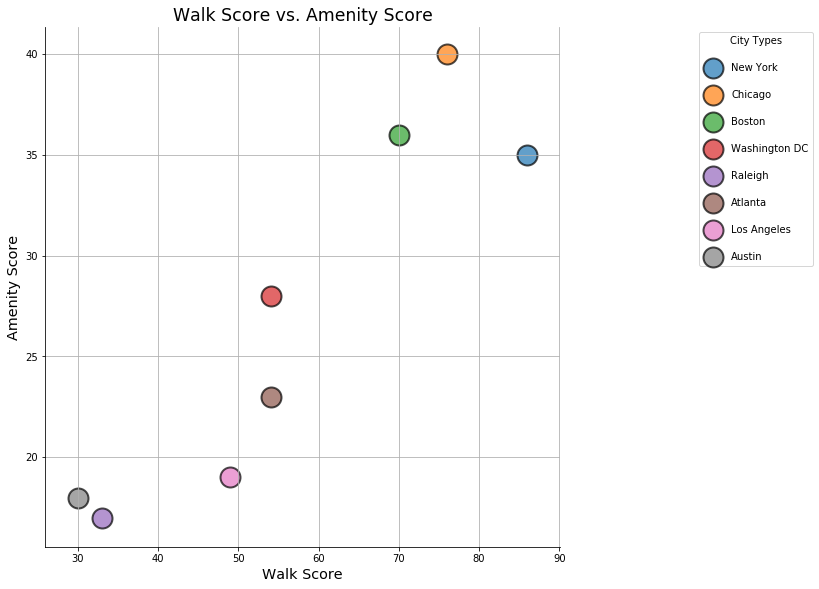 Walk Score vs. Amenity Score
City Types
New York
Chicago
Boston
Washington DC
Raleigh
Atlanta
Los Angeles
Austin
Amenity Score
40
35
30
25
20
30 40 50 60 70 80 90
Walk Score